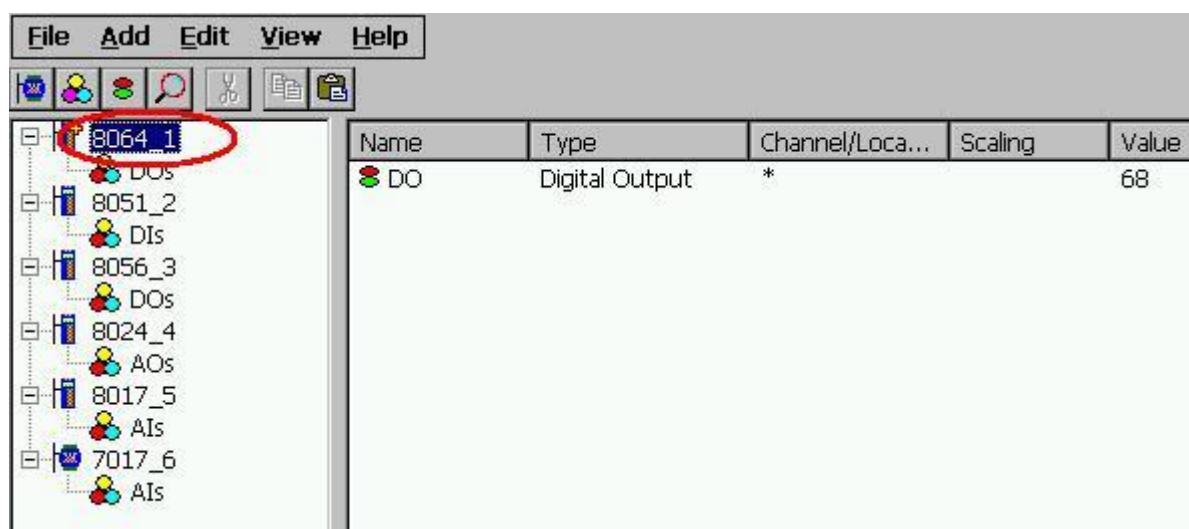 File Add Edit View Help
8064_1
DOs
8051_2
DIs
8056_3
DOs
8024_4
AOs
8017_5
AIs
7017_6
AIs
Name Type Channel/Loca... Scaling Value
DO Digital Output * 68